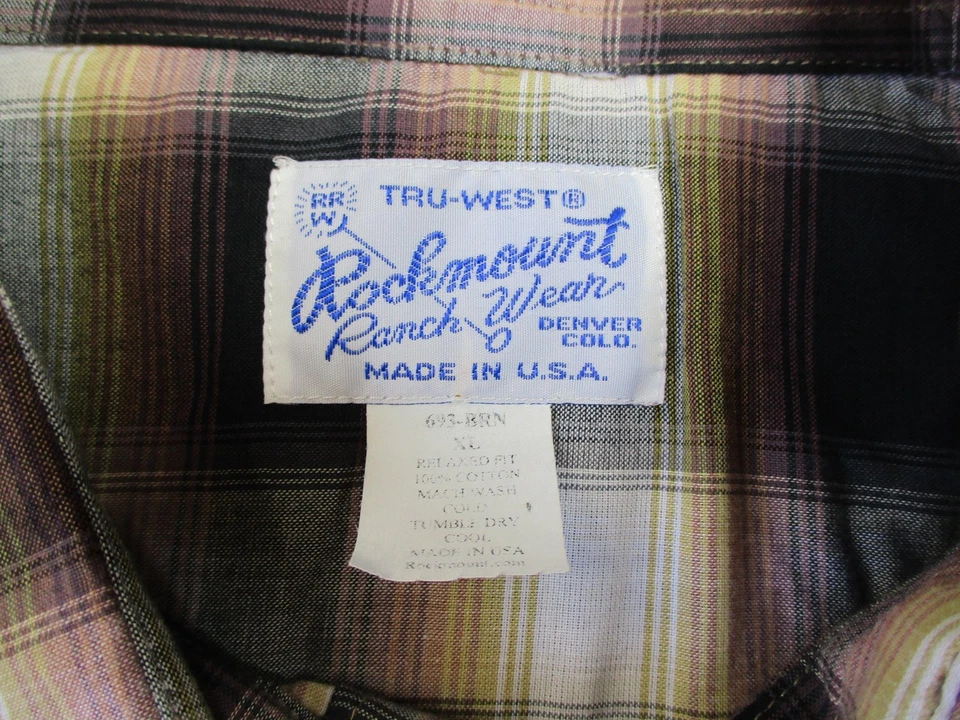 RR
W
TRU-WEST®
Rockmount
Ranch Wear
DENVER
COLO.
MADE IN U.S.A.
693-BRN
XL
RELAXED FIT
100% COTTON
MACH WASH
COLD
TUMBLE DRY
COOL
MADE IN USA
Rockmount.com